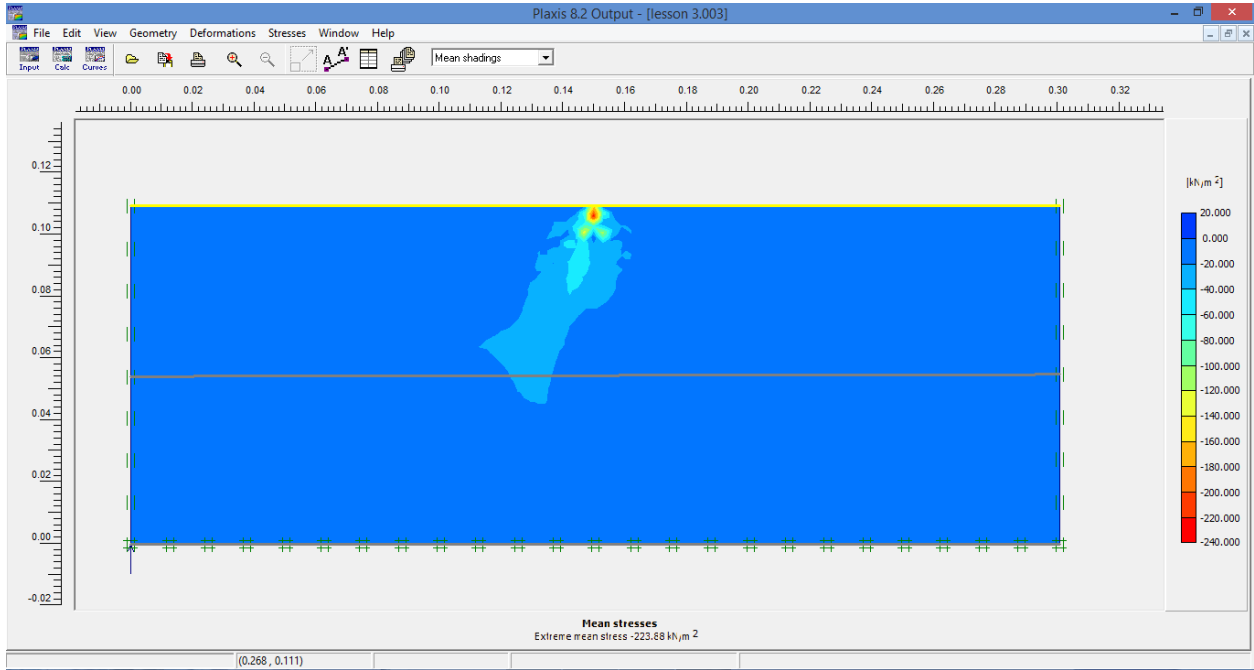 Plaxis 8.2 Output - [lesson 3.003]
File Edit View Geometry Deformations Stresses Window Help
Input Calc Curves A A' Mean shadings
0.00 0.02 0.04 0.06 0.08 0.10 0.12 0.14 0.16 0.18 0.20 0.22 0.24 0.26 0.28 0.30 0.32
0.12
0.10
0.08
0.06
0.04
0.02
0.00
-0.02
[kN/m 2]
20.000
0.000
-20.000
-40.000
-60.000
-80.000
-100.000
-120.000
-140.000
-160.000
-180.000
-200.000
-220.000
-240.000
Mean stresses
Extreme mean stress -223.88 kN/m 2
(0.268 , 0.111)